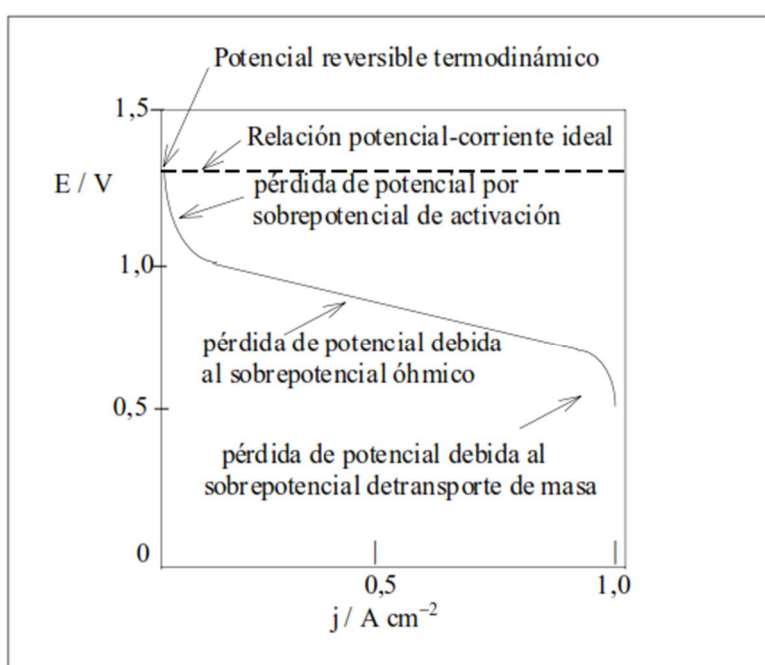 Potencial reversible termodinámico
1,5
Relación potencial-corriente ideal
E / V
pérdida de potencial por
sobrepotencial de activación
1,0
pérdida de potencial debida
al sobrepotencial óhmico
0,5
pérdida de potencial debida al
sobrepotencial detransporte de masa
0
0,5
1,0
j / A cm⁻²